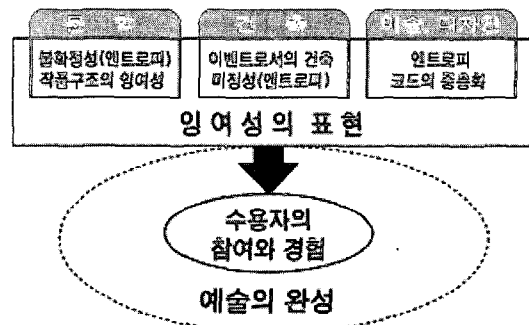 불확정성(엔트로피)
작품구조의 잉여성
이벤트로서의 건축
미정성(엔트로피)
엔트로피
코드의 중층화
잉여성의 표현
수용자의
참여와 경험
예술의 완성